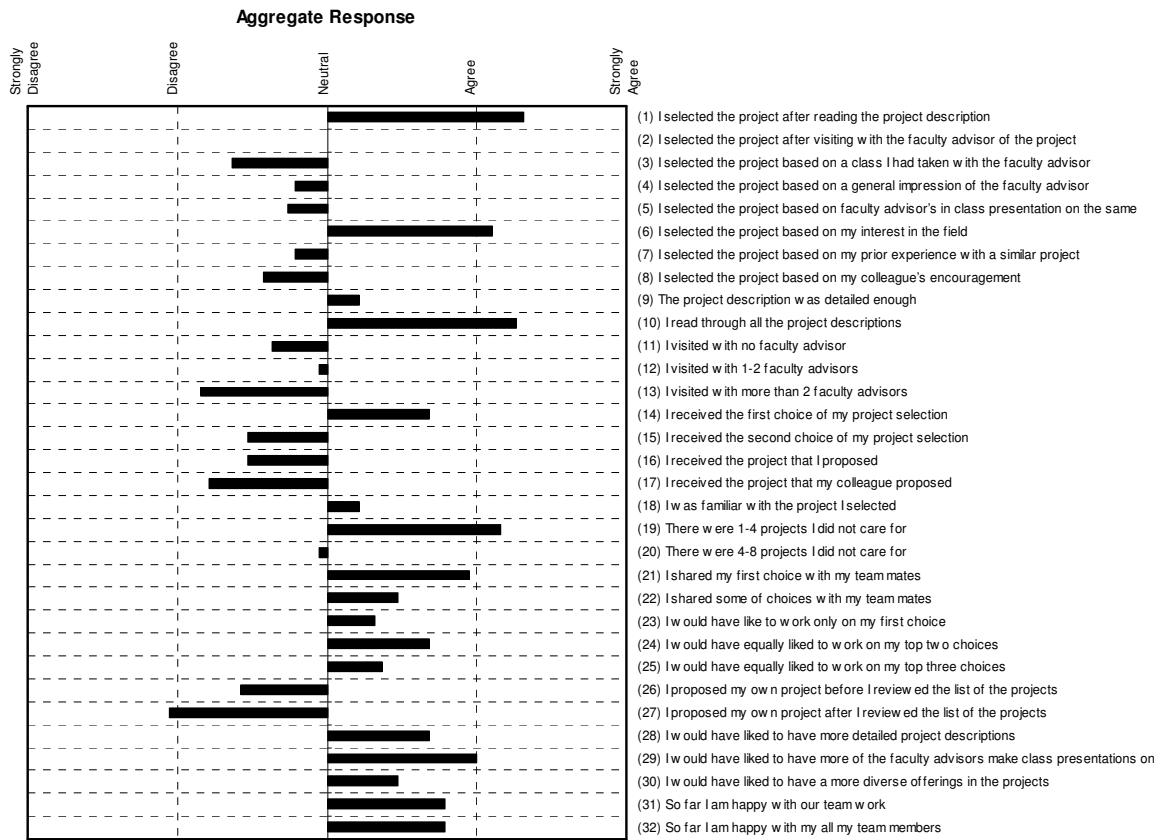 Aggregate Response
Strongly
Disagree
Disagree
Neutral
Agree
Strongly
Agree
(1) I selected the project after reading the project description
(2) I selected the project after visiting with the faculty advisor of the project
(3) I selected the project based on a class I had taken with the faculty advisor
(4) I selected the project based on a general impression of the faculty advisor
(5) I selected the project based on faculty advisor's in class presentation on the same
(6) I selected the project based on my interest in the field
(7) I selected the project based on my prior experience with a similar project
(8) I selected the project based on my colleague's encouragement
(9) The project description was detailed enough
(10) I read through all the project descriptions
(11) I visited with no faculty advisor
(12) I visited with 1-2 faculty advisors
(13) I visited with more than 2 faculty advisors
(14) I received the first choice of my project selection
(15) I received the second choice of my project selection
(16) I received the project that I proposed
(17) I received the project that my colleague proposed
(18) I was familiar with the project I selected
(19) There were 1-4 projects I did not care for
(20) There were 4-8 projects I did not care for
(21) I shared my first choice with my team mates
(22) I shared some of choices with my team mates
(23) I would have like to work only on my first choice
(24) I would have equally liked to work on my top two choices
(25) I would have equally liked to work on my top three choices
(26) I proposed my own project before I reviewed the list of the projects
(27) I proposed my own project after I reviewed the list of the projects
(28) I would have liked to have more detailed project descriptions
(29) I would have liked to have more of the faculty advisors make class presentations on
(30) I would have liked to have a more diverse offerings in the projects
(31) So far I am happy with our team work
(32) So far I am happy with my all my team members